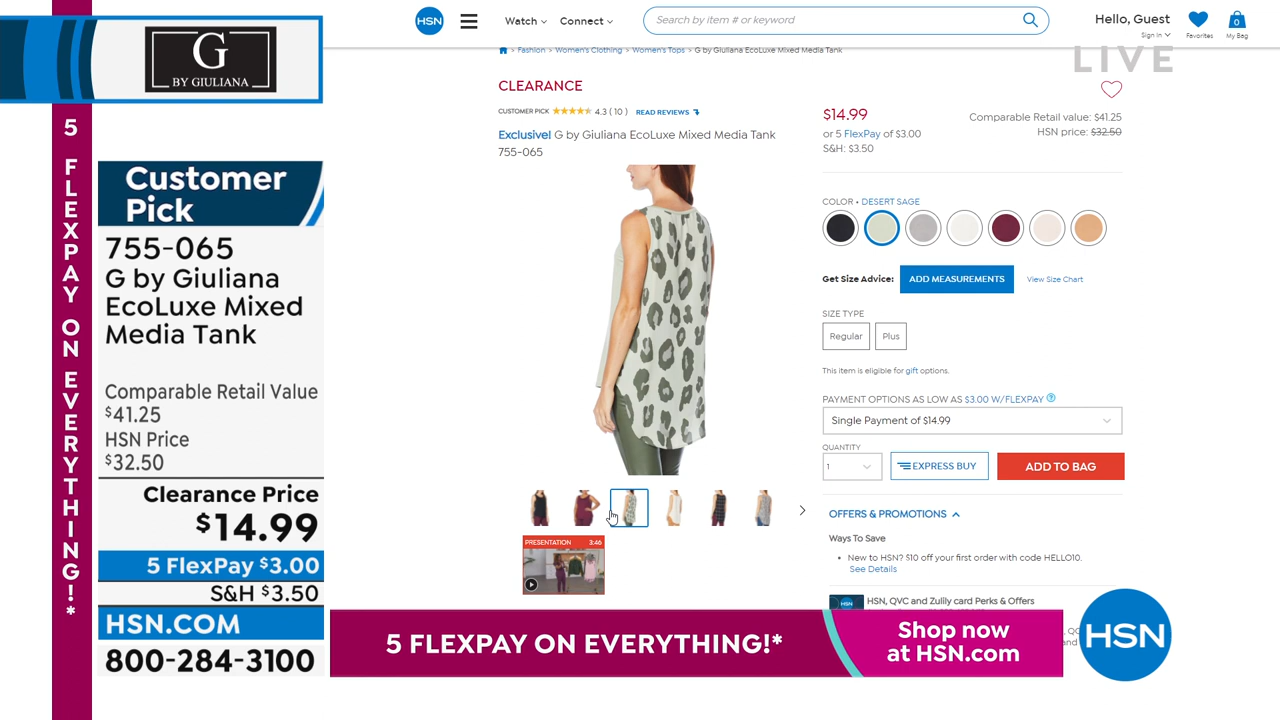 G
BY GIULIANA
5 FLEXPAY ON EVERYTHING!*
Customer
Pick
755-065
G by Giuliana
EcoLuxe Mixed
Media Tank
Comparable Retail Value
$41.25
HSN Price
$32.50
Clearance Price
$14.99
5 FlexPay $3.00
S&H $3.50
HSN.COM
800-284-3100
HSN
Watch
Connect
Search by item # or keyword
Hello, Guest
Sign in
Favorites
0
My Bag
LIVE
> Fashion > Women's Clothing > Women's Tops > G by Giuliana EcoLuxe Mixed Media Tank
CLEARANCE
CUSTOMER PICK 4.3 ( 10 ) READ REVIEWS
Exclusive! G by Giuliana EcoLuxe Mixed Media Tank
755-065
PRESENTATION 3:46
$14.99
or 5 FlexPay of $3.00
S&H: $3.50
Comparable Retail value: $41.25
HSN price: $32.50
COLOR • DESERT SAGE
Get Size Advice: ADD MEASUREMENTS View Size Chart
SIZE TYPE
Regular Plus
This item is eligible for gift options.
PAYMENT OPTIONS AS LOW AS $3.00 W/FLEXPAY ?
Single Payment of $14.99
QUANTITY
1
EXPRESS BUY
ADD TO BAG
OFFERS & PROMOTIONS
Ways To Save
• New to HSN? $10 off your first order with code HELLO10.
See Details
HSN
HSN, QVC and Zulily card Perks & Offers
5 FLEXPAY ON EVERYTHING!*
Shop now
at HSN.com
HSN